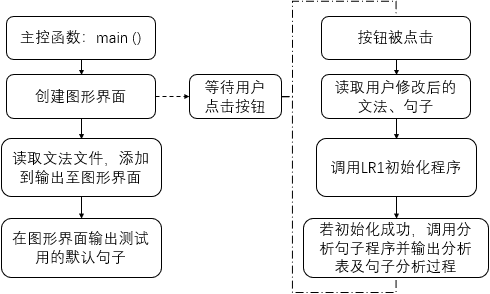 主控函数：main ()
创建图形界面
读取文法文件，添加
到输出至图形界面
在图形界面输出测试
用的默认句子
等待用户
点击按钮
按钮被点击
读取用户修改后的
文法、句子
调用LR1初始化程序
若初始化成功，调用分
析句子程序并输出分析
表及句子分析过程